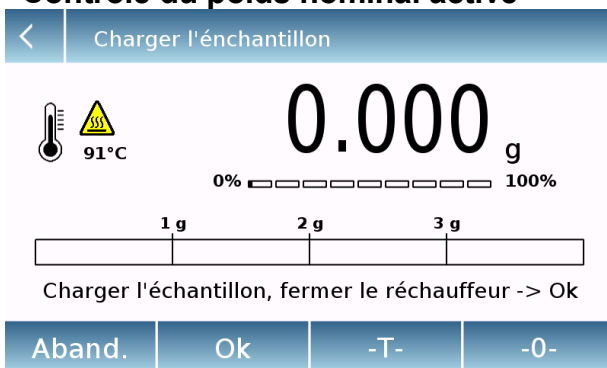 Contrôle du poids nominal activé
Charger l'énchantillon
0.000 g
91°C
0% 100%
1 g 2 g 3 g
Charger l'échantillon, fermer le réchauffeur -> Ok
Aband. Ok -T- -0-